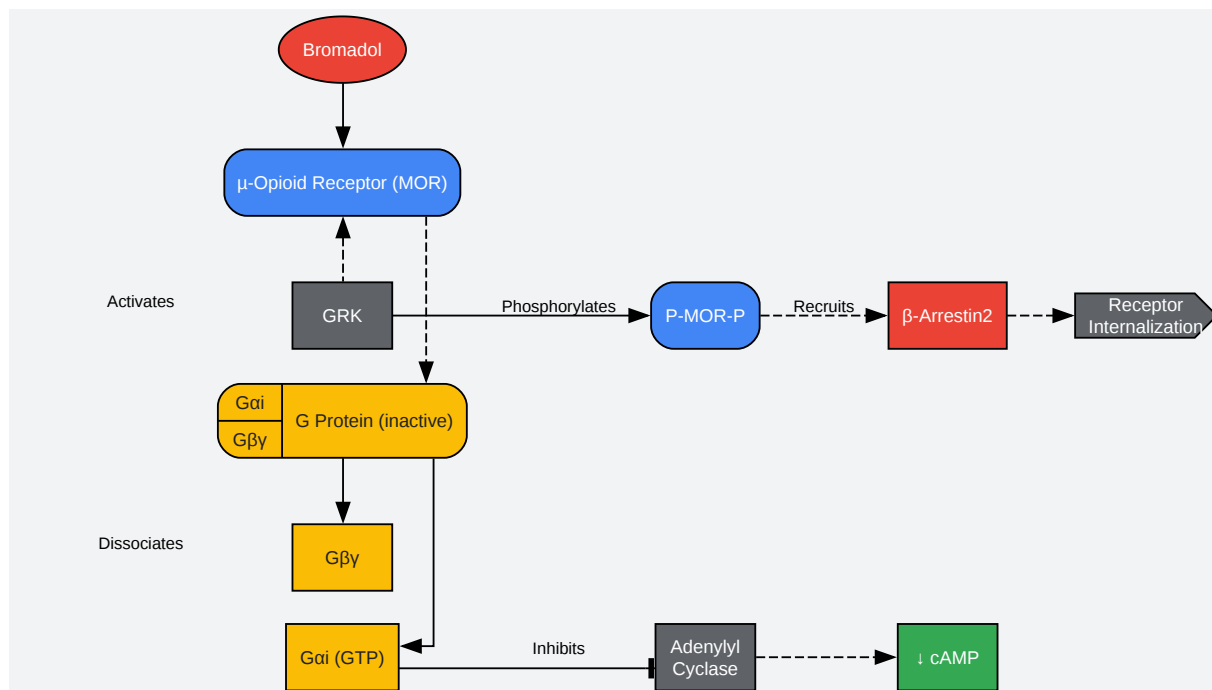 Bromadol
µ-Opioid Receptor (MOR)
Activates
GRK
Phosphorylates
P-MOR-P
Recruits
β-Arrestin2
Receptor
Internalization
Gαi
Gβγ
G Protein (inactive)
Dissociates
Gβγ
Gαi (GTP)
Inhibits
Adenylyl
Cyclase
↓ cAMP